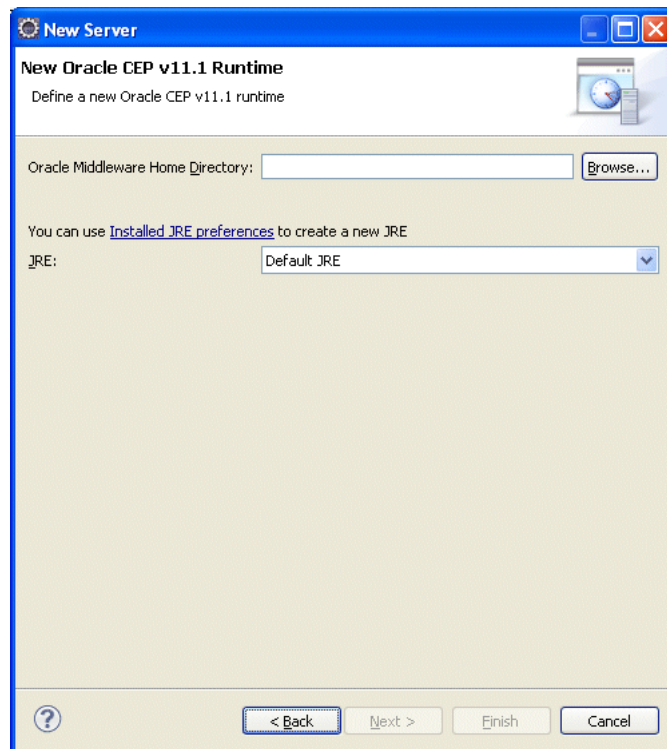 New Server
New Oracle CEP v11.1 Runtime
Define a new Oracle CEP v11.1 runtime
Oracle Middleware Home Directory: Browse...
You can use Installed JRE preferences to create a new JRE
JRE: Default JRE
? < Back Next > Finish Cancel